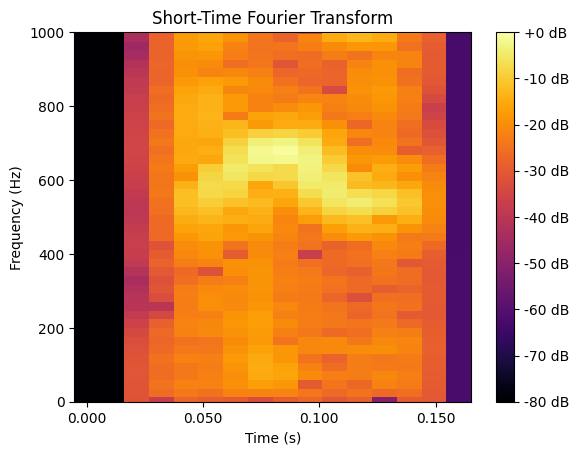 Short-Time Fourier Transform
1000
800
600
400
200
0
Frequency (Hz)
0.000
0.050
0.100
0.150
Time (s)
+0 dB
-10 dB
-20 dB
-30 dB
-40 dB
-50 dB
-60 dB
-70 dB
-80 dB